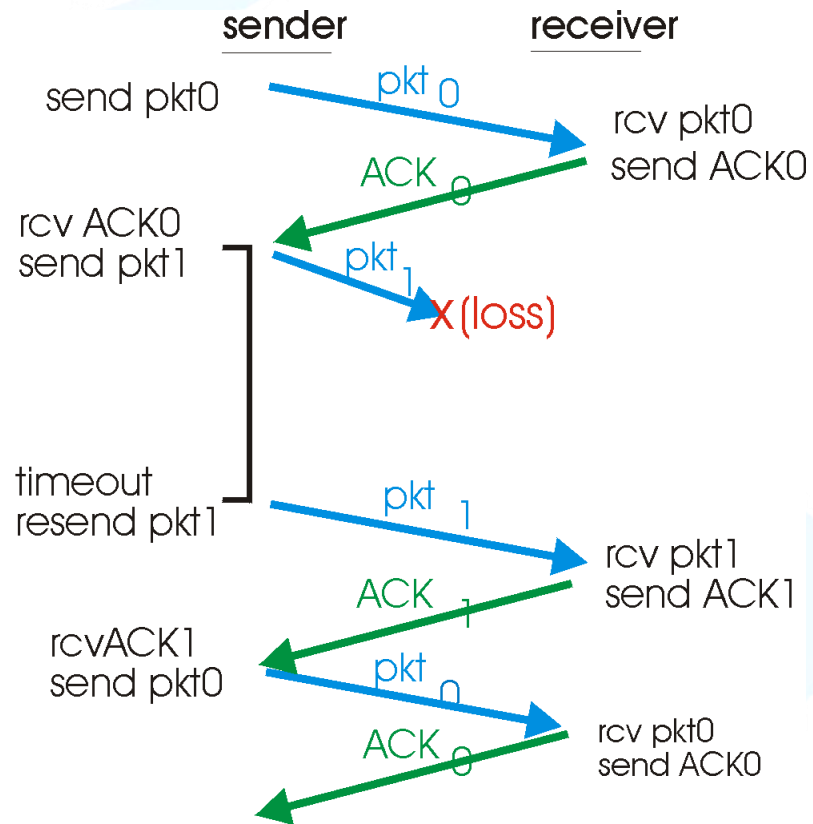 sender
receiver
send pkt0
pkt 0
rcv pkt0
send ACK0
ACK 0
rcv ACK0
send pkt1
pkt 1
X (loss)
timeout
resend pkt1
pkt 1
rcv pkt1
send ACK1
ACK 1
rcvACK1
send pkt0
pkt 0
rcv pkt0
send ACK0
ACK 0